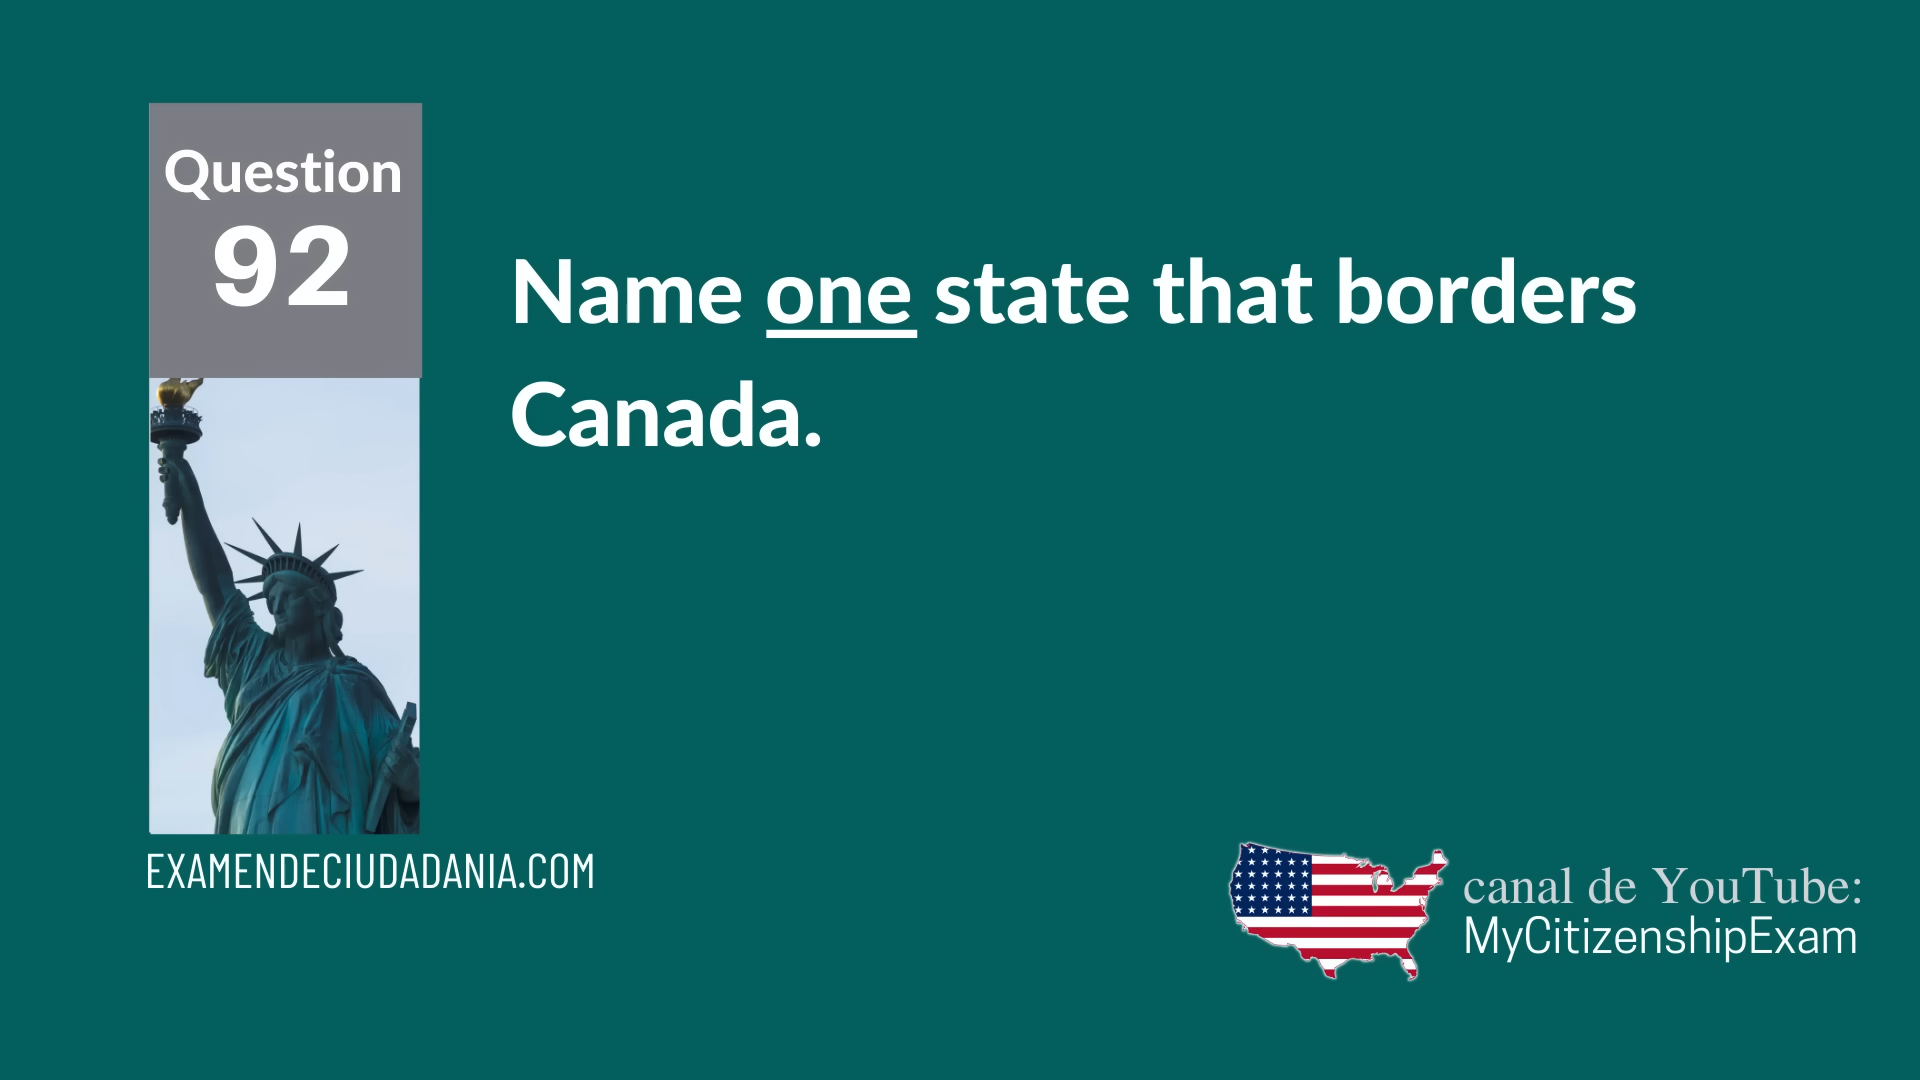 Question
92
Name one state that borders
Canada.
EXAMENDECIUDADANIA.COM
canal de YouTube:
MyCitizenshipExam